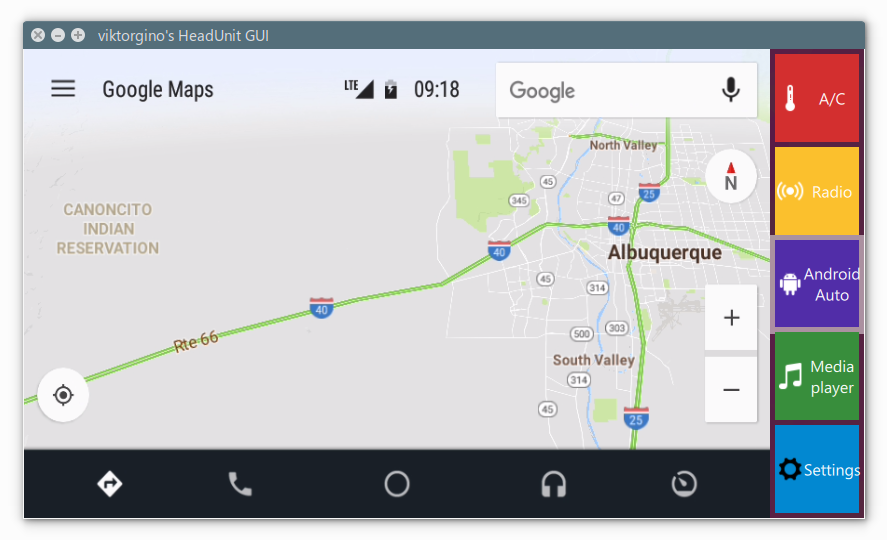 viktorgino's HeadUnit GUI
Google Maps
LTE
09:18
Google
A/C
Radio
Android
Auto
Media
player
Settings
North Valley
N
45
25
345
47
CANONCITO
INDIAN
RESERVATION
40
40
Albuquerque
45
314
40
+
303
500
Rte 66
South Valley
314
−
45
25